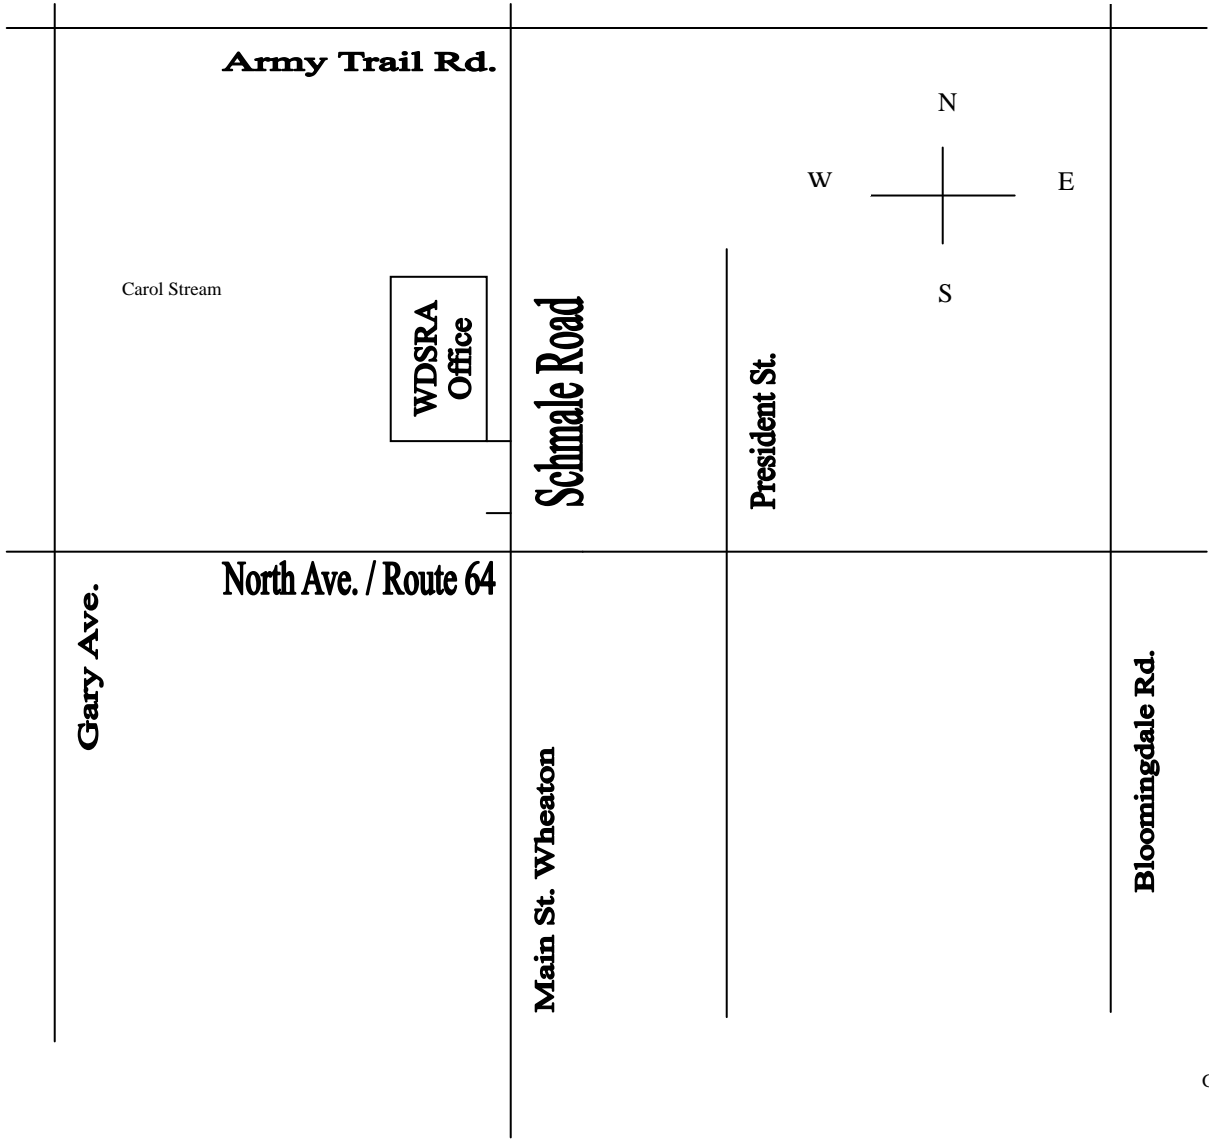 Army Trail Rd.
N
W
E
S
Carol Stream
WDSRA
Office
Schmale Road
President St.
North Ave. / Route 64
Gary Ave.
Main St. Wheaton
Bloomingdale Rd.